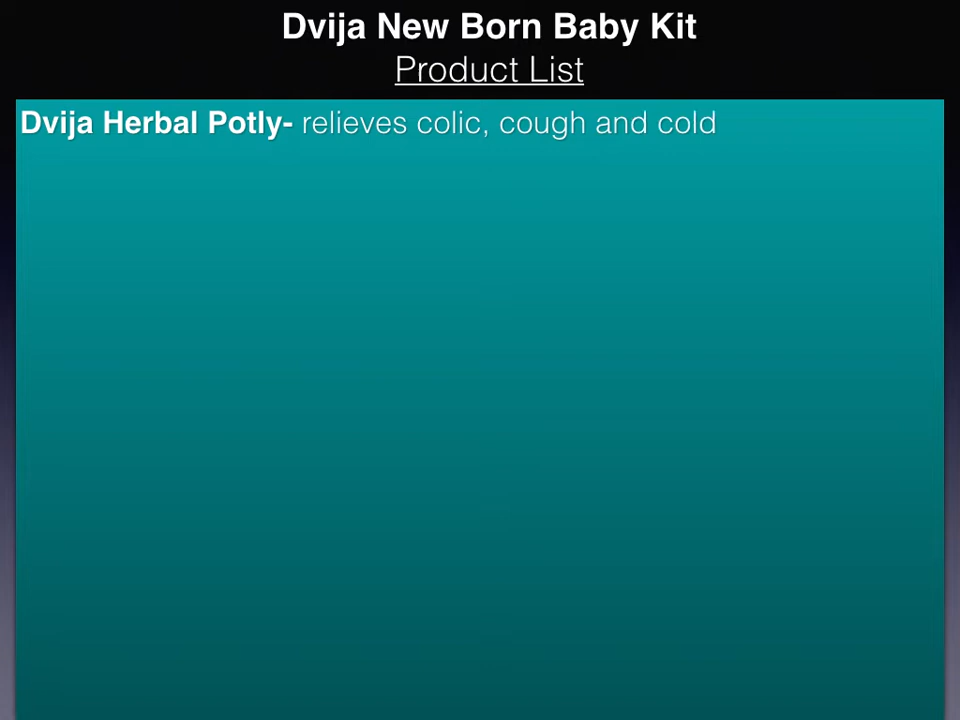 Dvija New Born Baby Kit
Product List
Dvija Herbal Potly- relieves colic, cough and cold